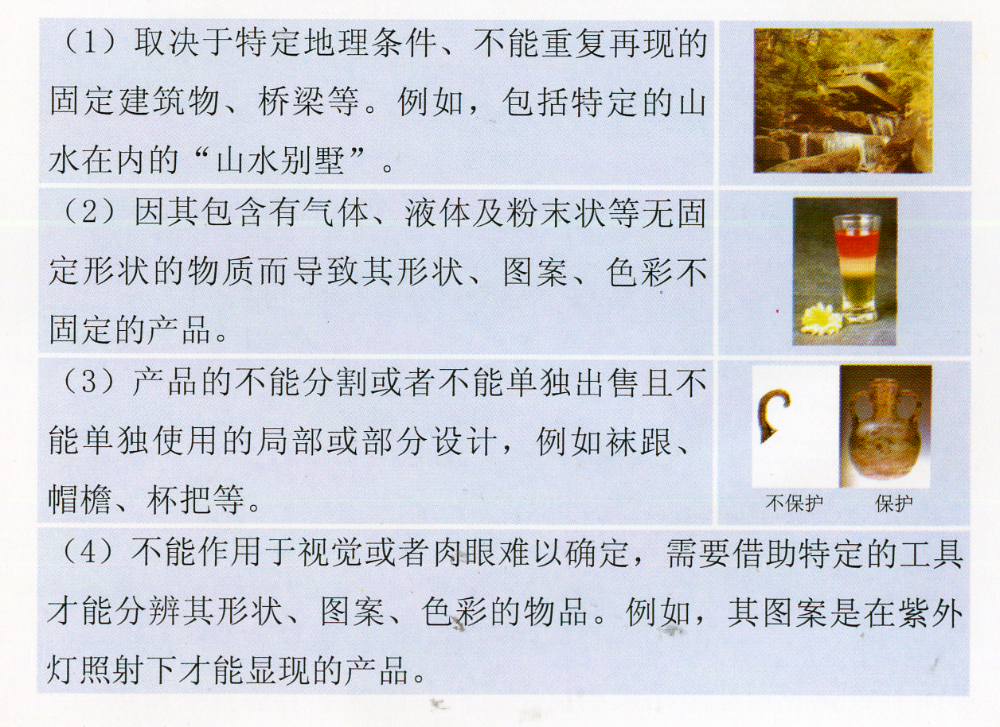 （1）取决于特定地理条件、不能重复再现的
固定建筑物、桥梁等。例如，包括特定的山
水在内的“山水别墅”。
（2）因其包含有气体、液体及粉末状等无固
定形状的物质而导致其形状、图案、色彩不
固定的产品。
（3）产品的不能分割或者不能单独出售且不
能单独使用的局部或部分设计，例如袜跟、
帽檐、杯把等。
不保护 保护
（4）不能作用于视觉或者肉眼难以确定，需要借助特定的工具
才能分辨其形状、图案、色彩的物品。例如，其图案是在紫外
灯照射下才能显现的产品。